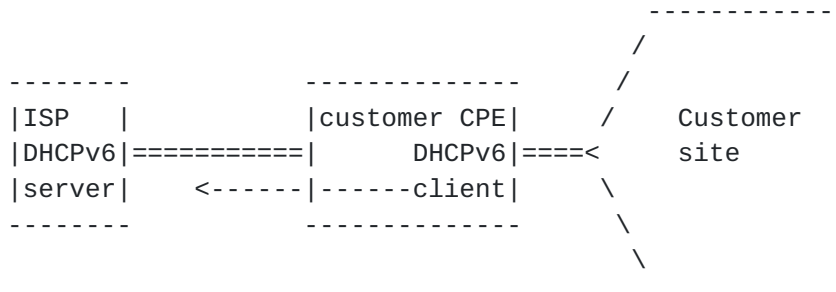 ------------
                                             /
--------            --------------          /
|ISP   |            |customer CPE|     /    Customer
|DHCPv6|===========|      DHCPv6|====<     site
|server|    <------|------client|     \
--------            --------------      \
                                         \